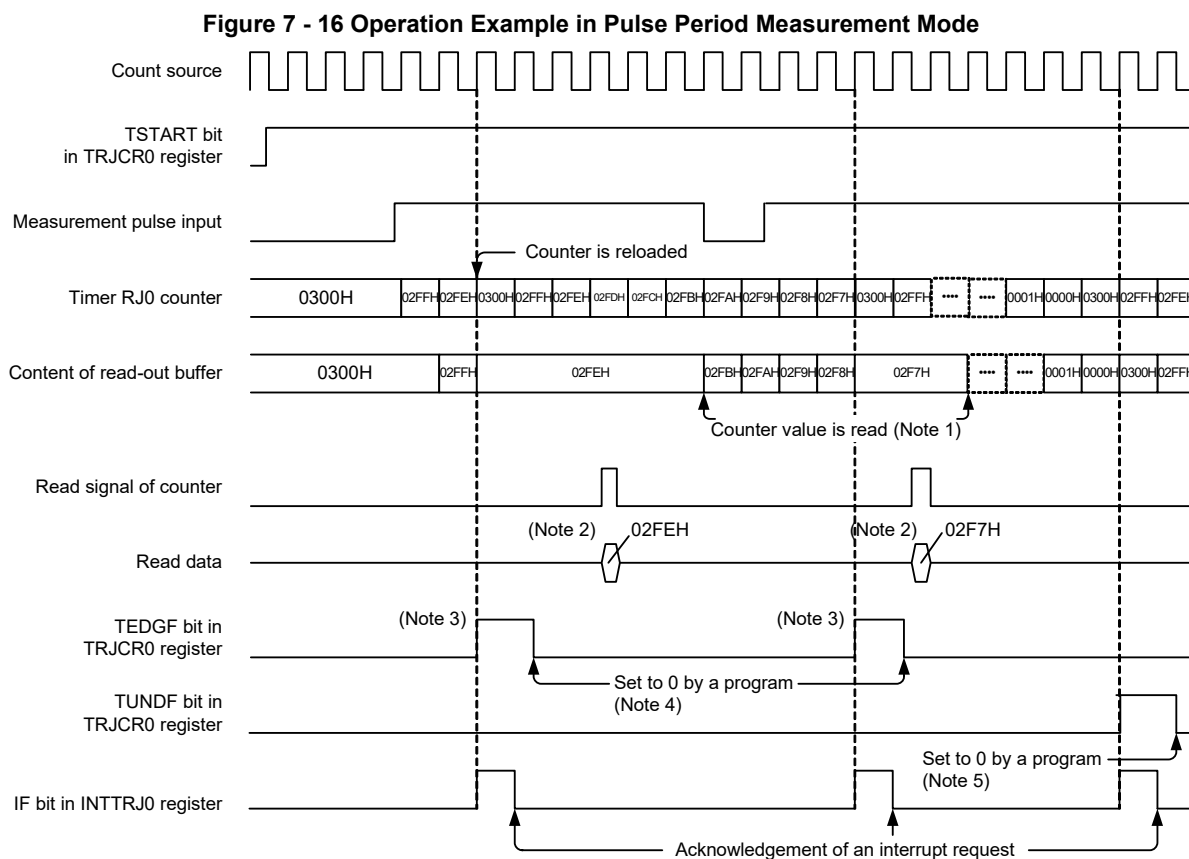 Figure 7 - 16 Operation Example in Pulse Period Measurement Mode
Count source
TSTART bit
in TRJCR0 register
Measurement pulse input
Counter is reloaded
Timer RJ0 counter
0300H 02FFH 02FEH 0300H 02FFH 02FEH 02FDH 02FCH 02FBH 02FAH 02F9H 02F8H 02F7H 0300H 02FFH •••• •••• 0001H 0000H 0300H 02FFH 02FEH
Content of read-out buffer
0300H 02FFH 02FEH 02FBH 02FAH 02F9H 02F8H 02F7H •••• •••• 0001H 0000H 0300H 02FFH
Counter value is read (Note 1)
Read signal of counter
(Note 2) 02FEH (Note 2) 02F7H
Read data
TEDGF bit in
TRJCR0 register
(Note 3) (Note 3)
Set to 0 by a program
(Note 4)
TUNDF bit in
TRJCR0 register
Set to 0 by a program
(Note 5)
IF bit in INTTRJ0 register
Acknowledgement of an interrupt request